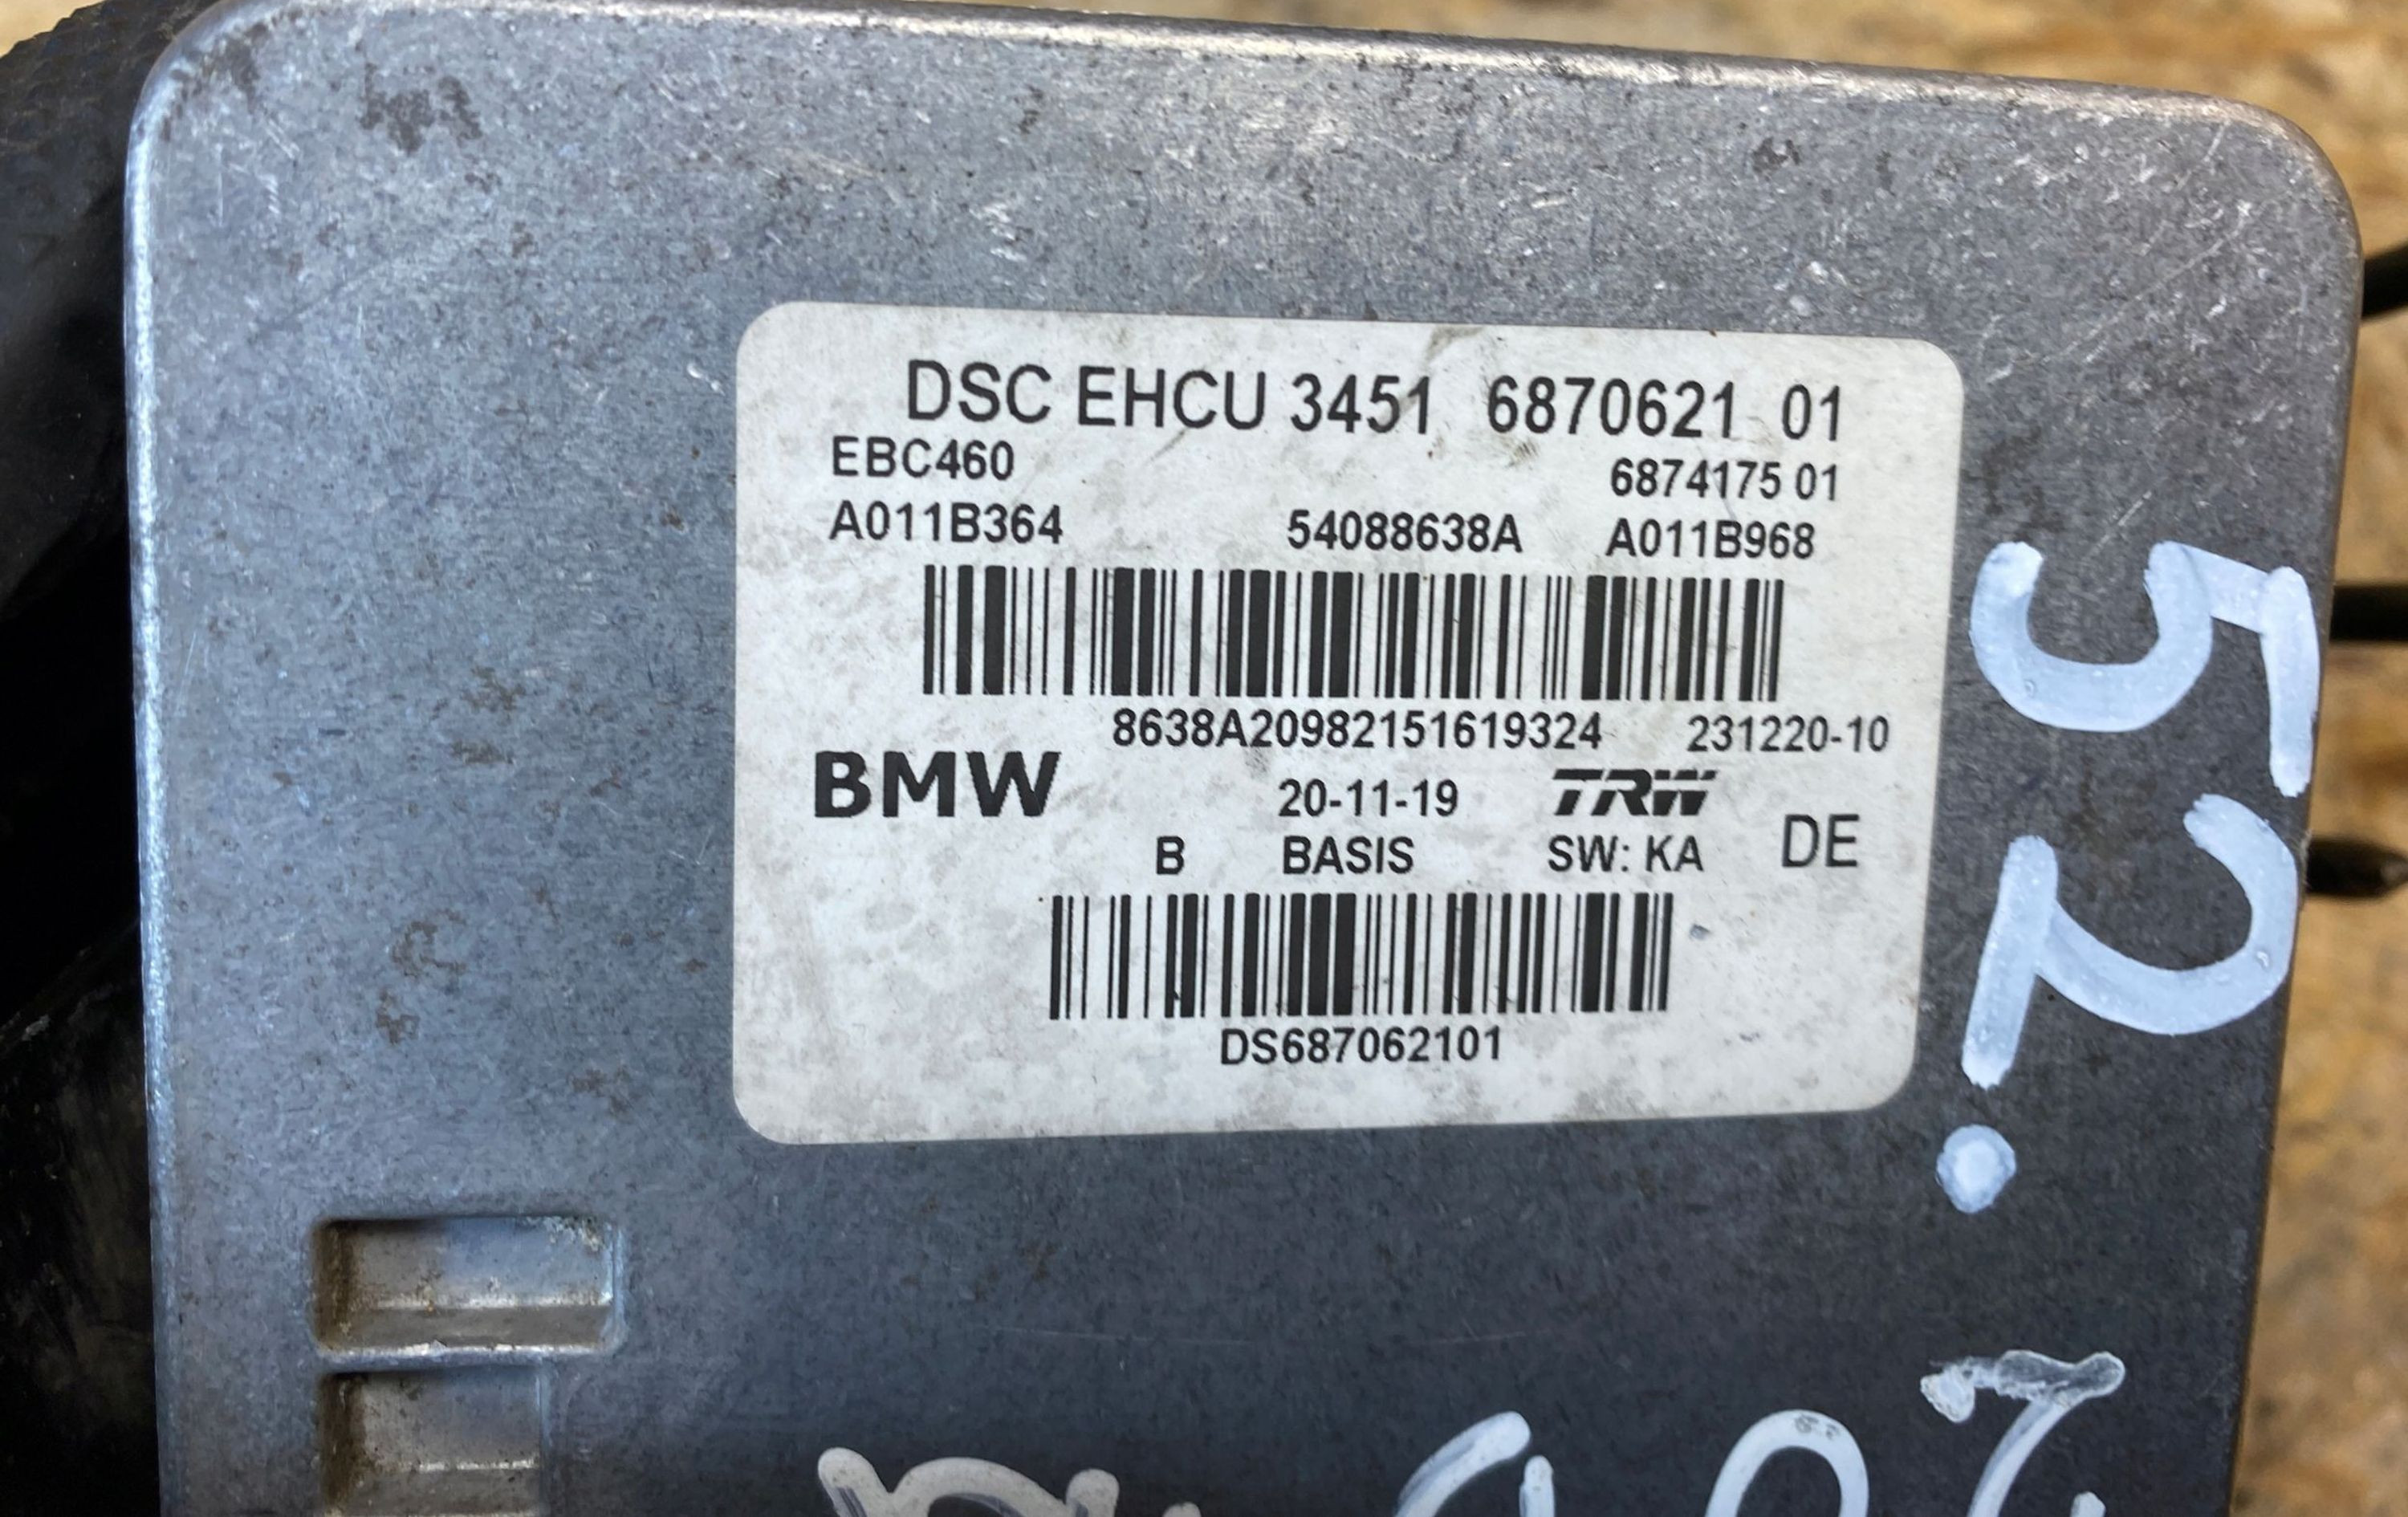 DSC EHCU 3451 6870621 01
EBC460 6874175 01
A011B364 54088638A A011B968
8638A20982151619324 231220-10
BMW 20-11-19 TRW
B BASIS SW: KA DE
DS687062101
52.